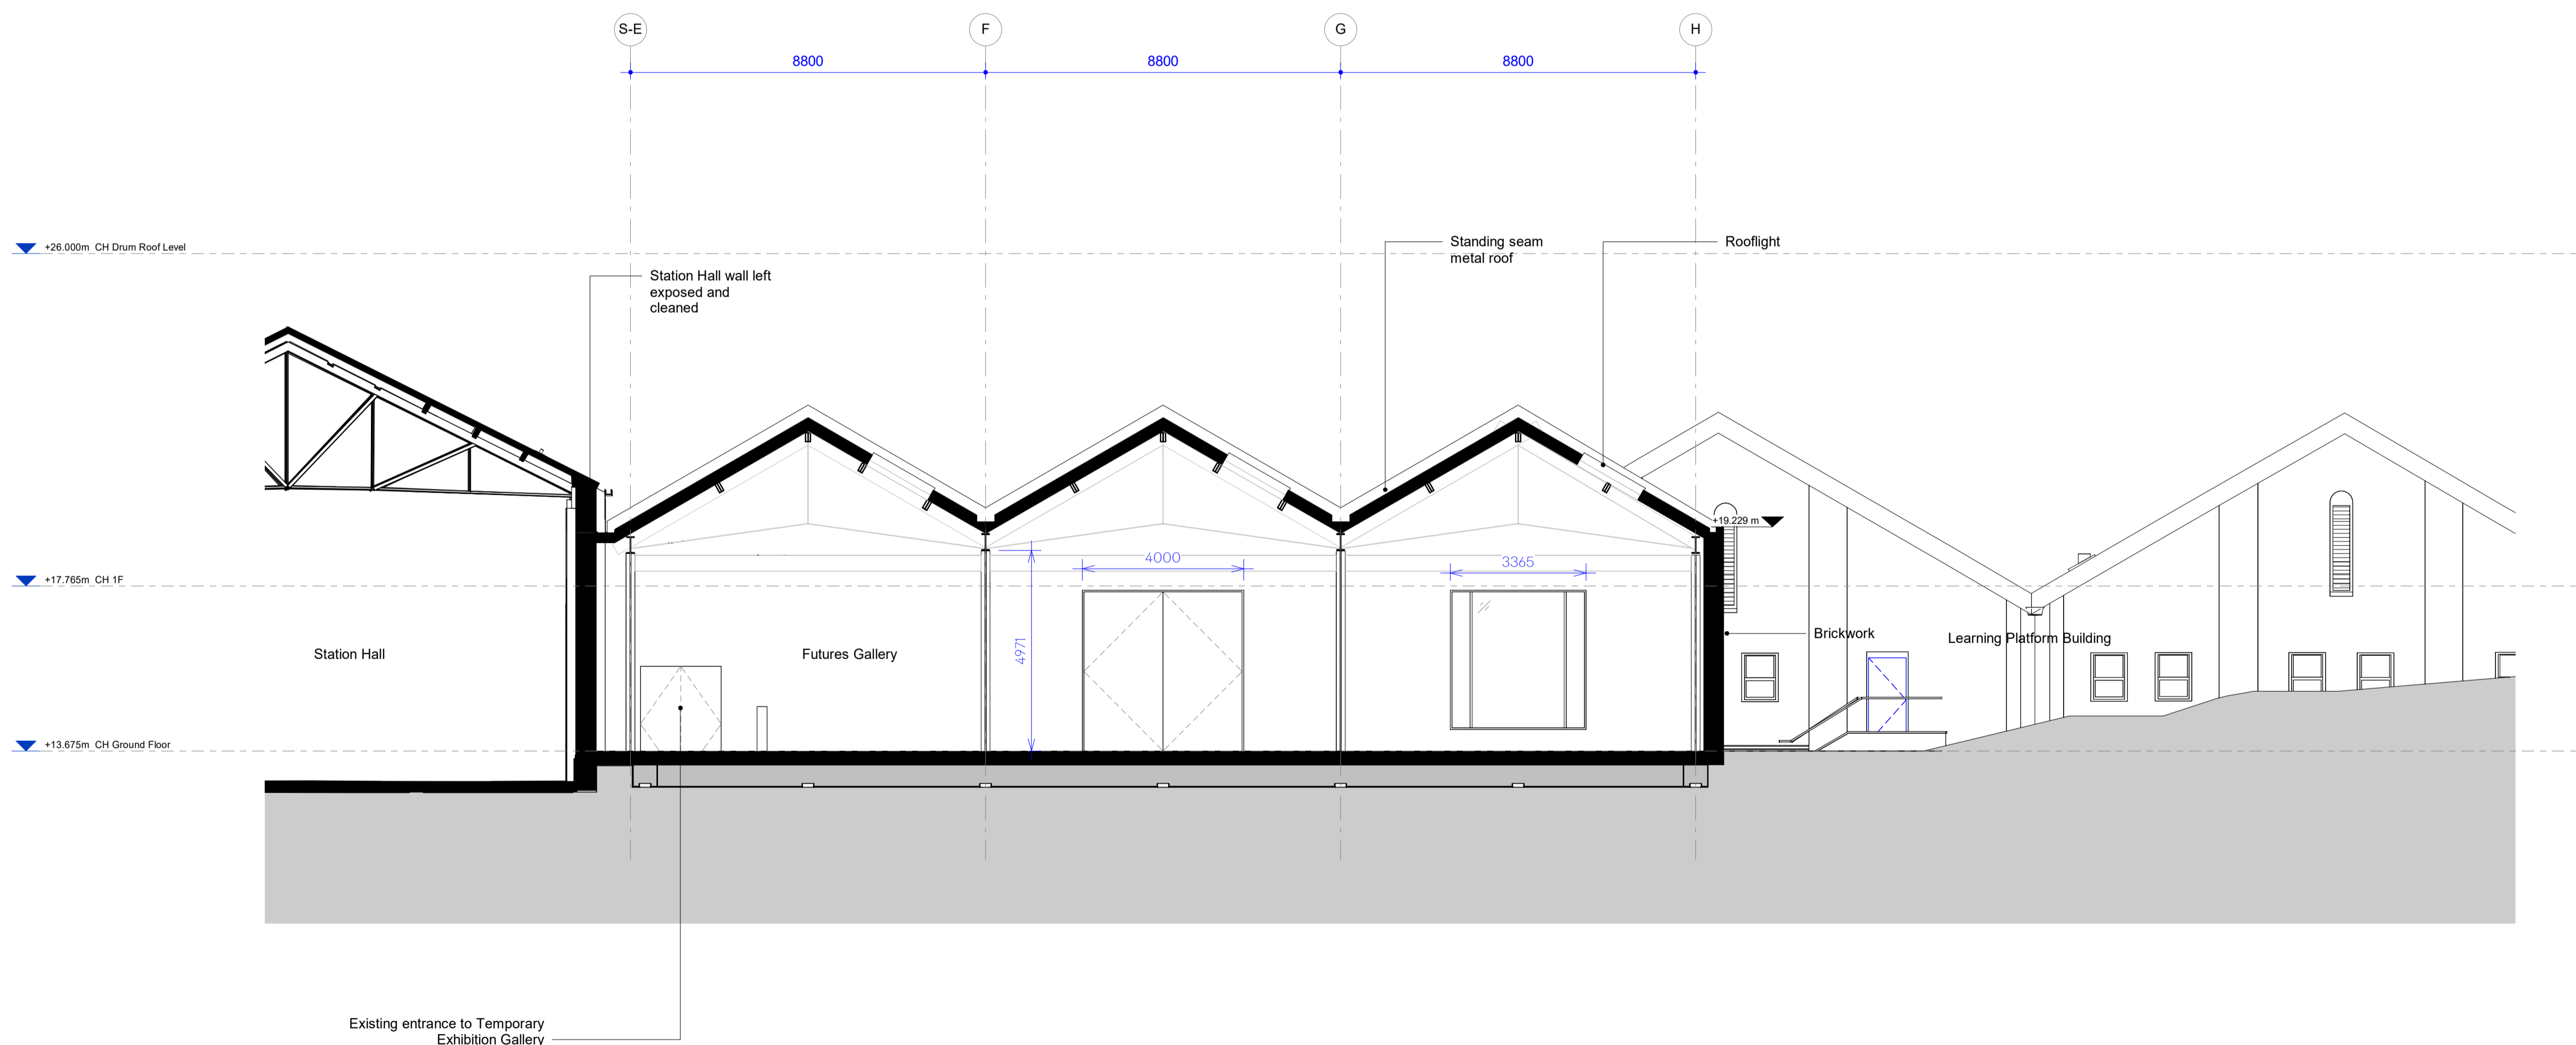 S-E F G H
8800 8800 8800
Standing seam
metal roof
Rooflight
+26.000m CH Drum Roof Level
Station Hall wall left
exposed and
cleaned
+19.229 m
4000
3365
+17.765m CH 1F
4971
Station Hall
Futures Gallery
Brickwork
Learning Platform Building
+13.675m CH Ground Floor
Existing entrance to Temporary
Exhibition Gallery